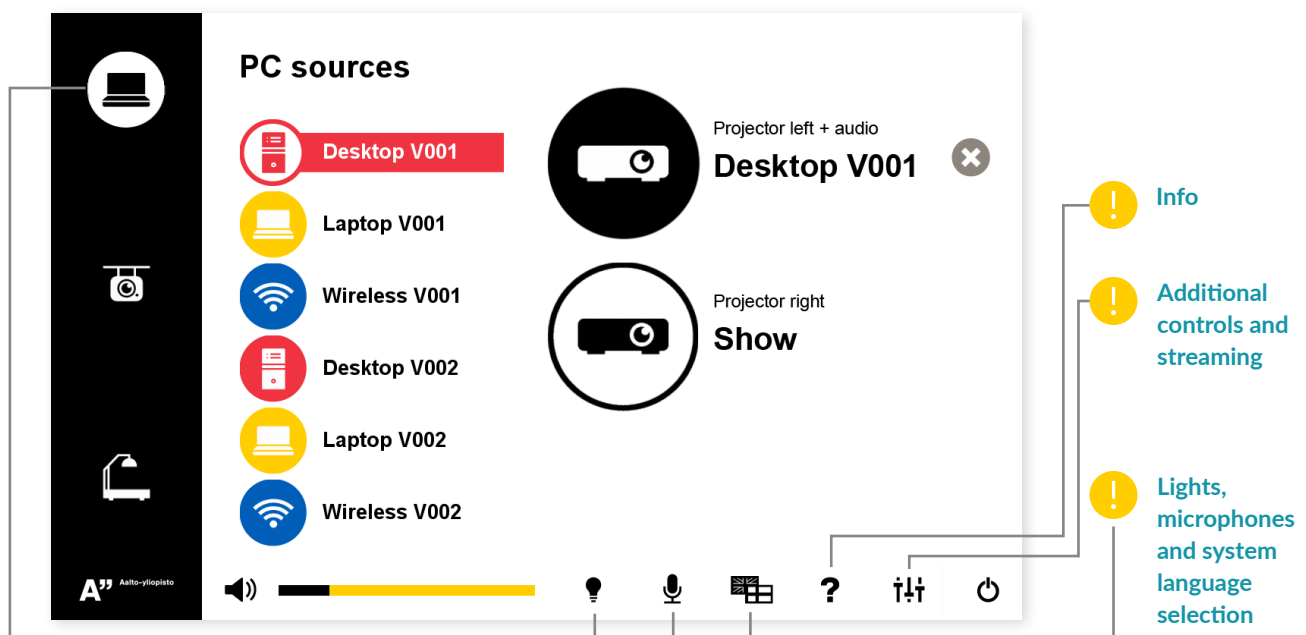 PC sources
Desktop V001
Laptop V001
Wireless V001
Desktop V002
Laptop V002
Wireless V002
Projector left + audio
Desktop V001
Projector right
Show
A” Aalto-yliopisto
?
!
Info
!
Additional
controls and
streaming
!
Lights,
microphones
and system
language
selection